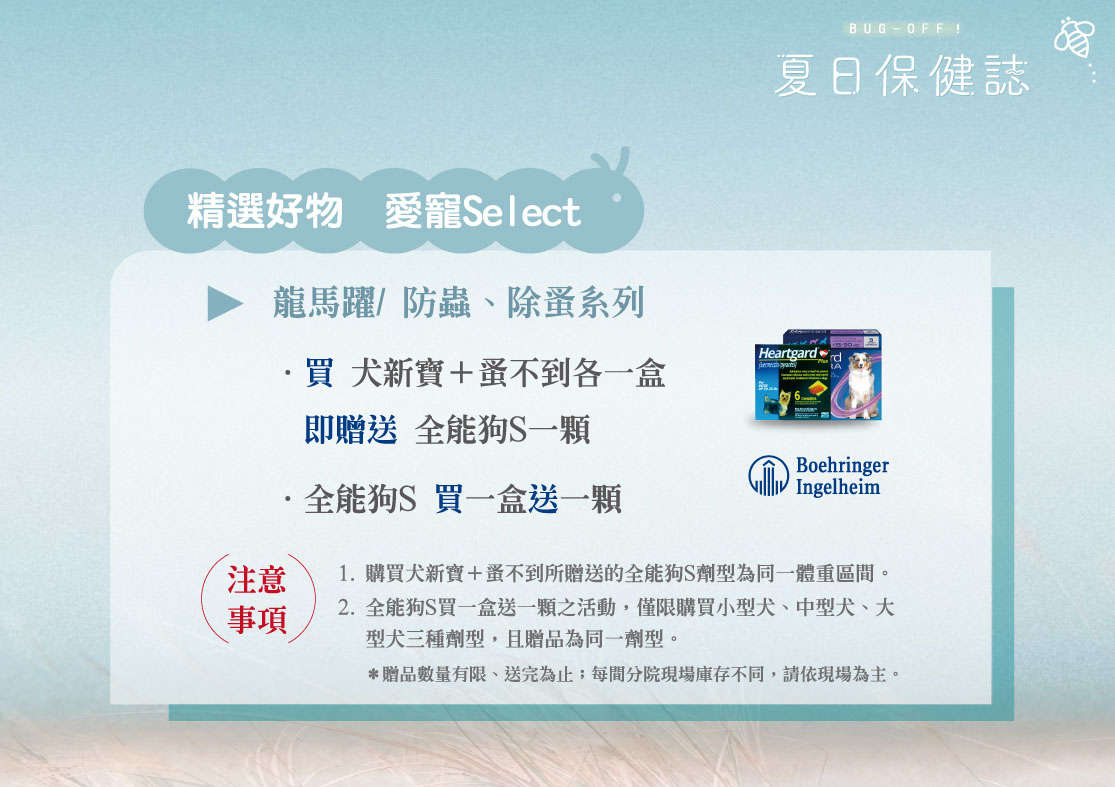 BUG-OFF!
夏日保健誌
精選好物 愛寵Select
▶ 龍馬躍/ 防蟲、除蚤系列
·買 犬新寶＋蚤不到各一盒
即贈送 全能狗S一顆
·全能狗S 買一盒送一顆
Heartgard Plus
(ivermectin/pyrantel)
6
Boehringer
Ingelheim
注意
事項
1. 購買犬新寶＋蚤不到所贈送的全能狗S劑型為同一體重區間。
2. 全能狗S買一盒送一顆之活動，僅限購買小型犬、中型犬、大
型犬三種劑型，且贈品為同一劑型。
＊贈品數量有限、送完為止；每間分院現場庫存不同，請依現場為主。